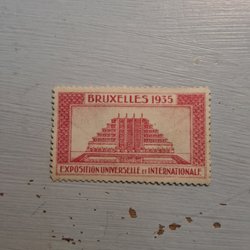 BRUXELLES 1935
EXPOSITION UNIVERSELLE ET INTERNATIONALE